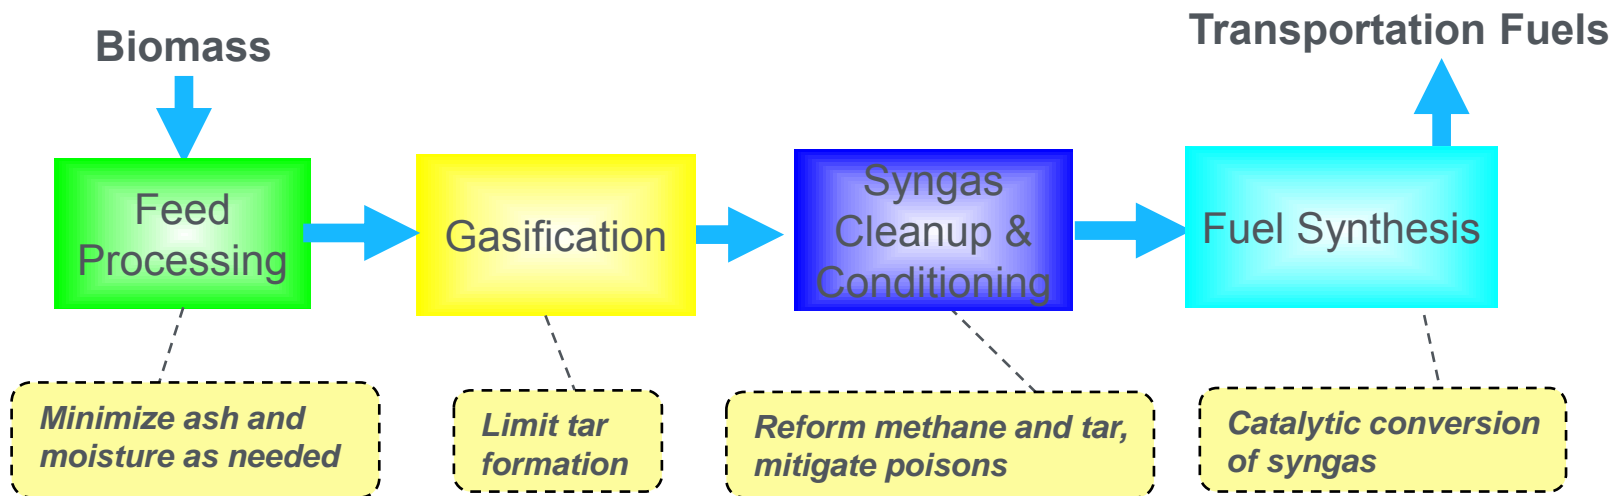 Biomass
Transportation Fuels
Feed
Processing
Gasification
Syngas
Cleanup &
Conditioning
Fuel Synthesis
Minimize ash and
moisture as needed
Limit tar
formation
Reform methane and tar,
mitigate poisons
Catalytic conversion
of syngas